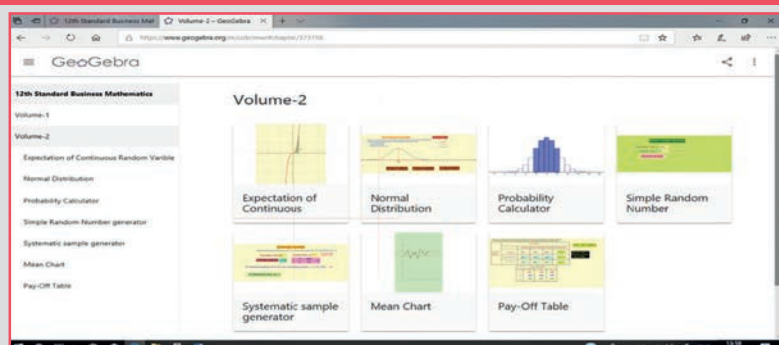 12th Standard Business Mat
Volume-2 – GeoGebra
GeoGebra
12th Standard Business Mathematics
Volume-1
Volume-2
Expectation of Continuous Random Varible
Normal Distribution
Probability Calculator
Simple Random Number generator
Systematic sample generator
Mean Chart
Pay-Off Table
Volume-2
Expectation of Continuous
Normal Distribution
Probability Calculator
Simple Random Number
Systematic sample generator
Mean Chart
Pay-Off Table